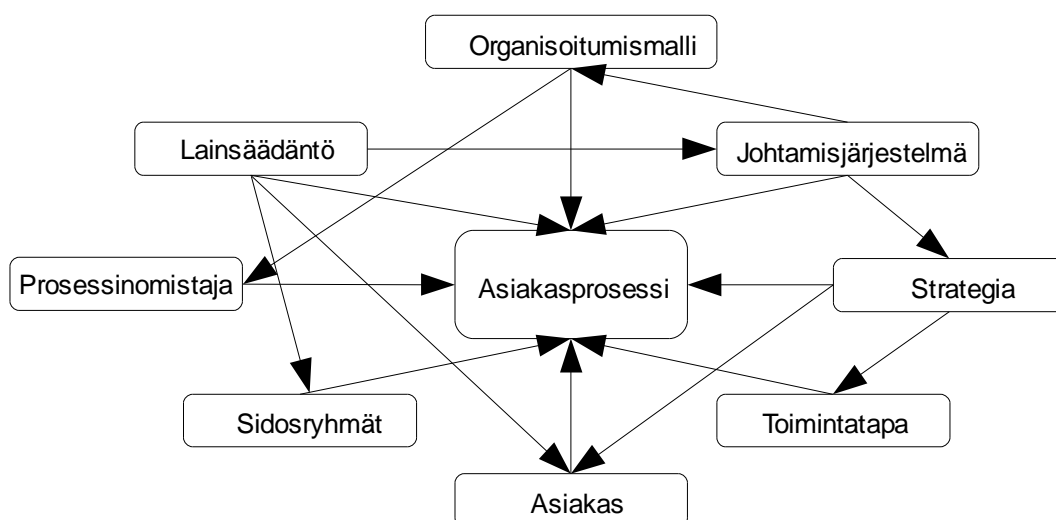 Organisoitumismalli
Lainsäädäntö
Johtamisjärjestelmä
Prosessinomistaja
Asiakasprosessi
Strategia
Sidosryhmät
Toimintatapa
Asiakas